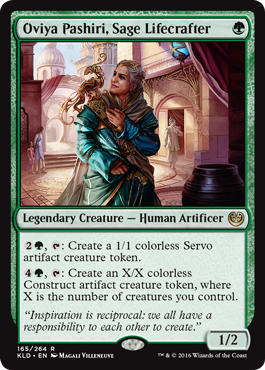 Oviya Pashiri, Sage Lifecrafter
Legendary Creature — Human Artificer
2, : Create a 1/1 colorless Servo
artifact creature token.
4, : Create an X/X colorless
Construct artifact creature token, where
X is the number of creatures you control.
“Inspiration is reciprocal: we all have a
responsibility to each other to create.”
1/2
165/264 R
KLD • EN MAGALI VILLENEUVE
™ & © 2016 Wizards of the Coast